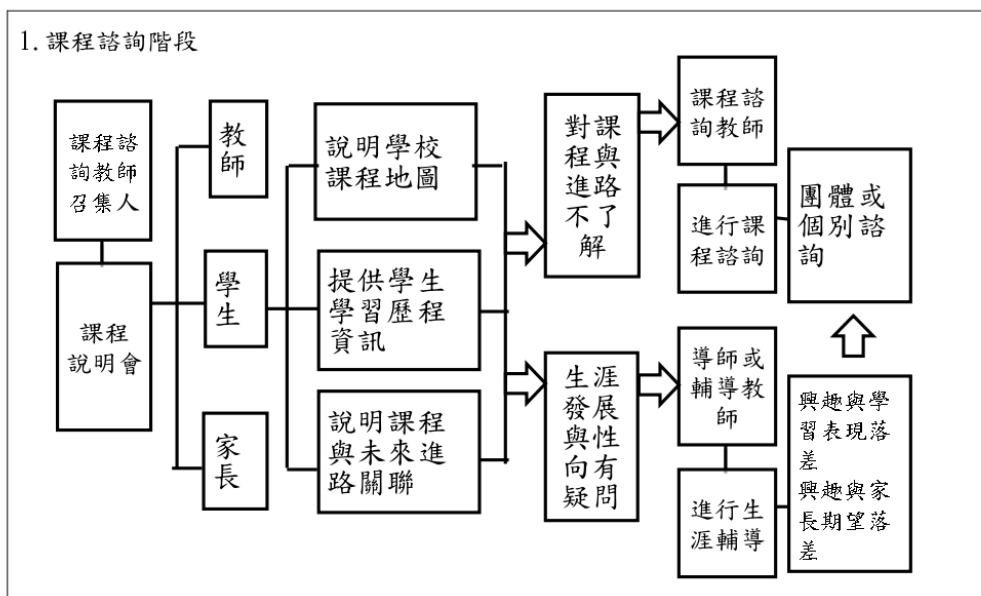 1. 課程諮詢階段
課程諮
詢教師
召集人
課程
說明會
教
師
學
生
家
長
說明學校
課程地圖
提供學生
學習歷程
資訊
說明課程
與未來進
路關聯
對課
程與
進路
不了
解
生涯
發展
與性
向有
疑問
課程諮
詢教師
進行課
程諮詢
團體或
個別諮
詢
導師或
輔導教
師
進行生
涯輔導
興趣與學
習表現落
差
興趣與家
長期望落
差